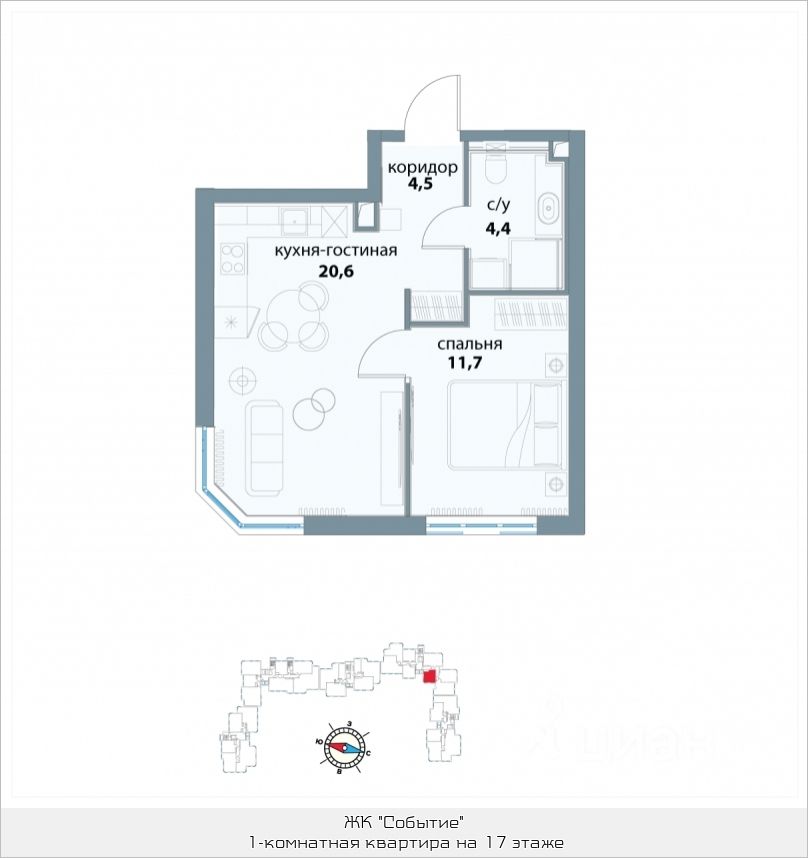 коридор
4,5
с/у
4,4
кухня-гостиная
20,6
спальня
11,7
З
Ю
С
В
циан
ЖК "Событие"
1-комнатная квартира на 17 этаже